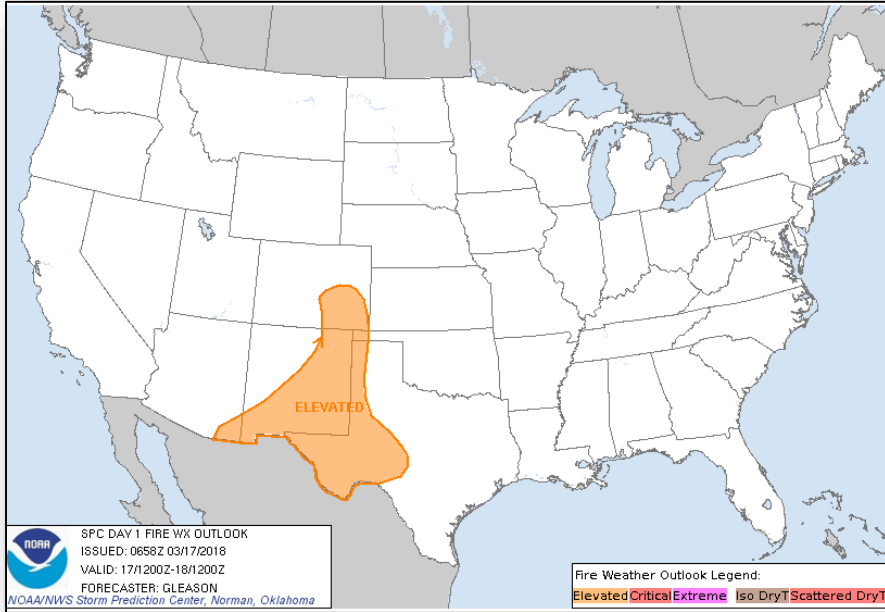 ELEVATED
SPC DAY 1 FIRE WX OUTLOOK
ISSUED: 0658Z 03/17/2018
VALID: 17/1200Z-18/1200Z
FORECASTER: GLEASON
NOAA/NWS Storm Prediction Center, Norman, Oklahoma
NOAA
Fire Weather Outlook Legend:
Elevated Critical Extreme Iso DryT Scattered DryT